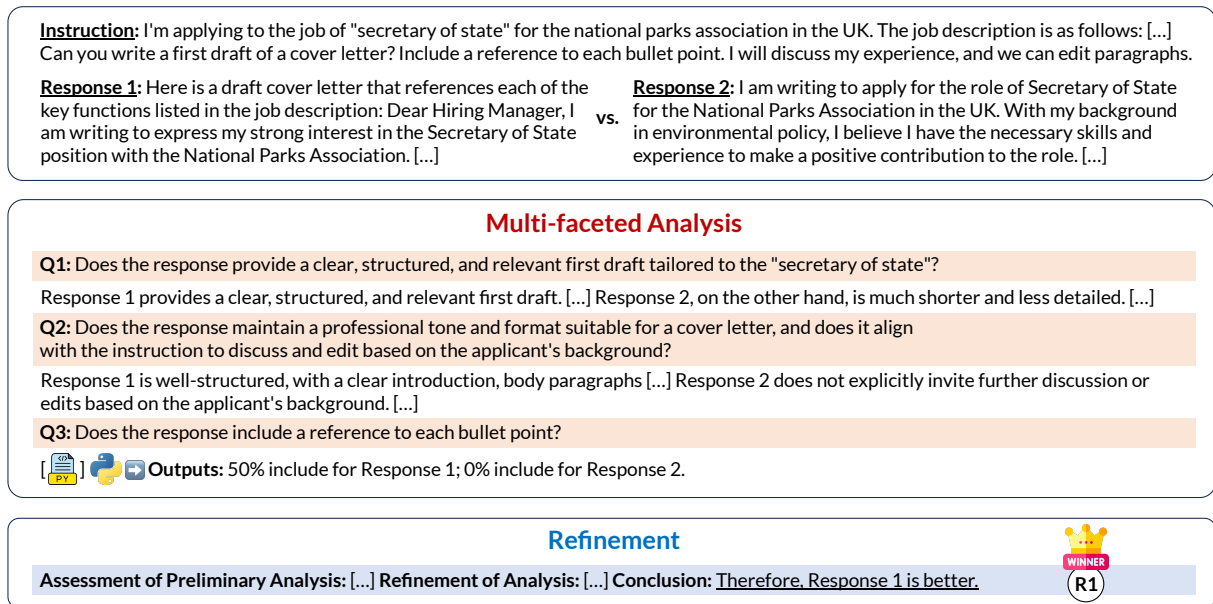 Instruction: I'm applying to the job of "secretary of state" for the national parks association in the UK. The job description is as follows: [...]
Can you write a first draft of a cover letter? Include a reference to each bullet point. I will discuss my experience, and we can edit paragraphs.
Response 1: Here is a draft cover letter that references each of the
key functions listed in the job description: Dear Hiring Manager, I
am writing to express my strong interest in the Secretary of State
position with the National Parks Association. [...]
vs.
Response 2: I am writing to apply for the role of Secretary of State
for the National Parks Association in the UK. With my background
in environmental policy, I believe I have the necessary skills and
experience to make a positive contribution to the role. [...]
Multi-faceted Analysis
Q1: Does the response provide a clear, structured, and relevant first draft tailored to the "secretary of state"?
Response 1 provides a clear, structured, and relevant first draft. [...] Response 2, on the other hand, is much shorter and less detailed. [...]
Q2: Does the response maintain a professional tone and format suitable for a cover letter, and does it align
with the instruction to discuss and edit based on the applicant's background?
Response 1 is well-structured, with a clear introduction, body paragraphs [...] Response 2 does not explicitly invite further discussion or
edits based on the applicant's background. [...]
Q3: Does the response include a reference to each bullet point?
[ </> PY ] Outputs: 50% include for Response 1; 0% include for Response 2.
Refinement
Assessment of Preliminary Analysis: [...] Refinement of Analysis: [...] Conclusion: Therefore, Response 1 is better.
WINNER
R1